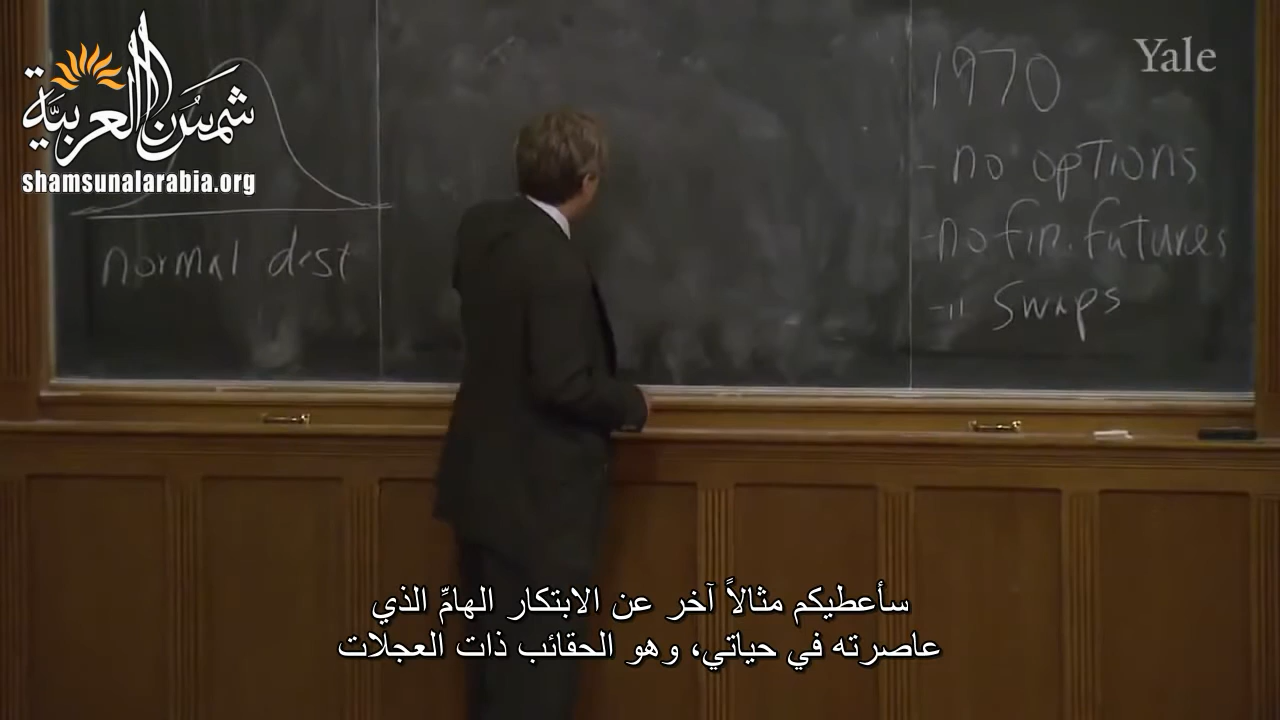 شمس العربية
shamsunalarabia.org
Yale
normal dist
1970
- no options
- no fin. futures
- " swaps
سأعطيكم مثالاً آخر عن الابتكار الهامِّ الذي
عاصرته في حياتي، وهو الحقائب ذات العجلات